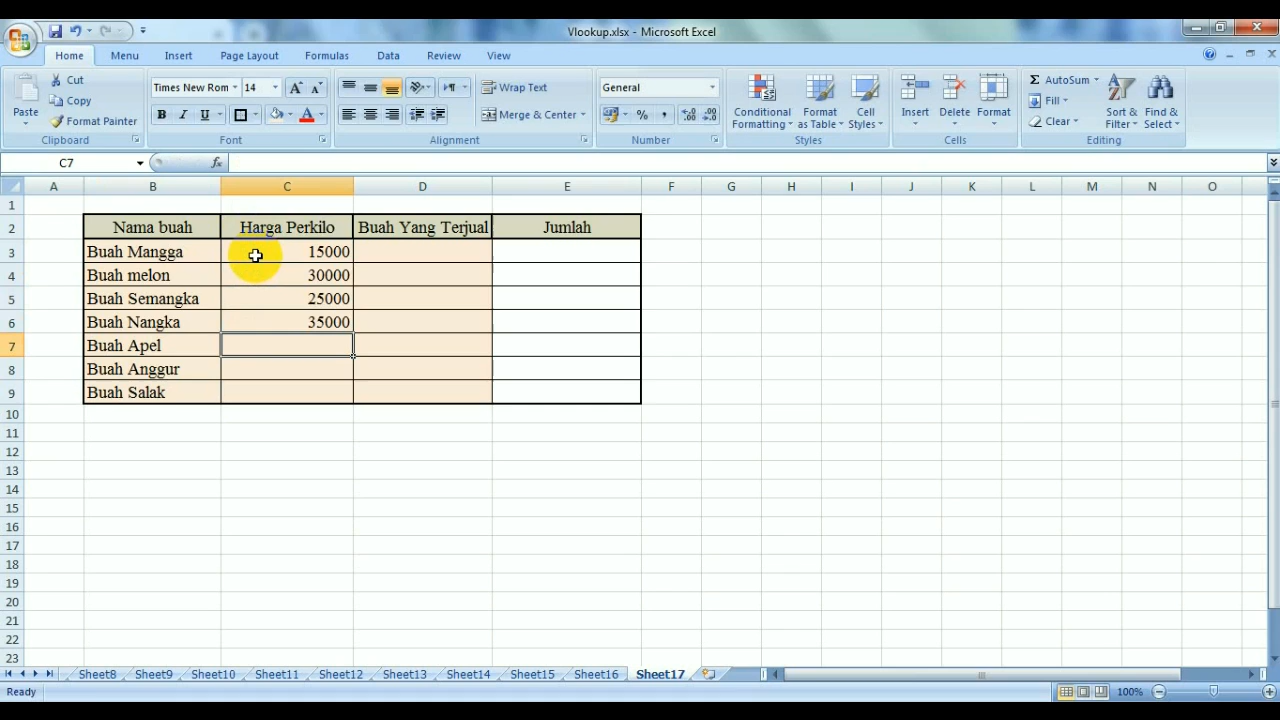 Vlookup.xlsx - Microsoft Excel
Home Menu Insert Page Layout Formulas Data Review View
Paste Cut Times New Rom 14 A A Wrap Text General Conditional Formatting Format as Table Cell Styles Insert Delete Format Σ AutoSum Sort & Filter Find & Select
Copy Fill
Format Painter B I U A Merge & Center % , Clear
Clipboard Font Alignment Number Styles Cells Editing
C7 fx
A B C D E F G H I J K L M N O
1
2 Nama buah Harga Perkilo Buah Yang Terjual Jumlah
3 Buah Mangga 15000
4 Buah melon 30000
5 Buah Semangka 25000
6 Buah Nangka 35000
7 Buah Apel
8 Buah Anggur
9 Buah Salak
10
11
12
13
14
15
16
17
18
19
20
21
22
23
Sheet8 Sheet9 Sheet10 Sheet11 Sheet12 Sheet13 Sheet14 Sheet15 Sheet16 Sheet17
Ready 100%